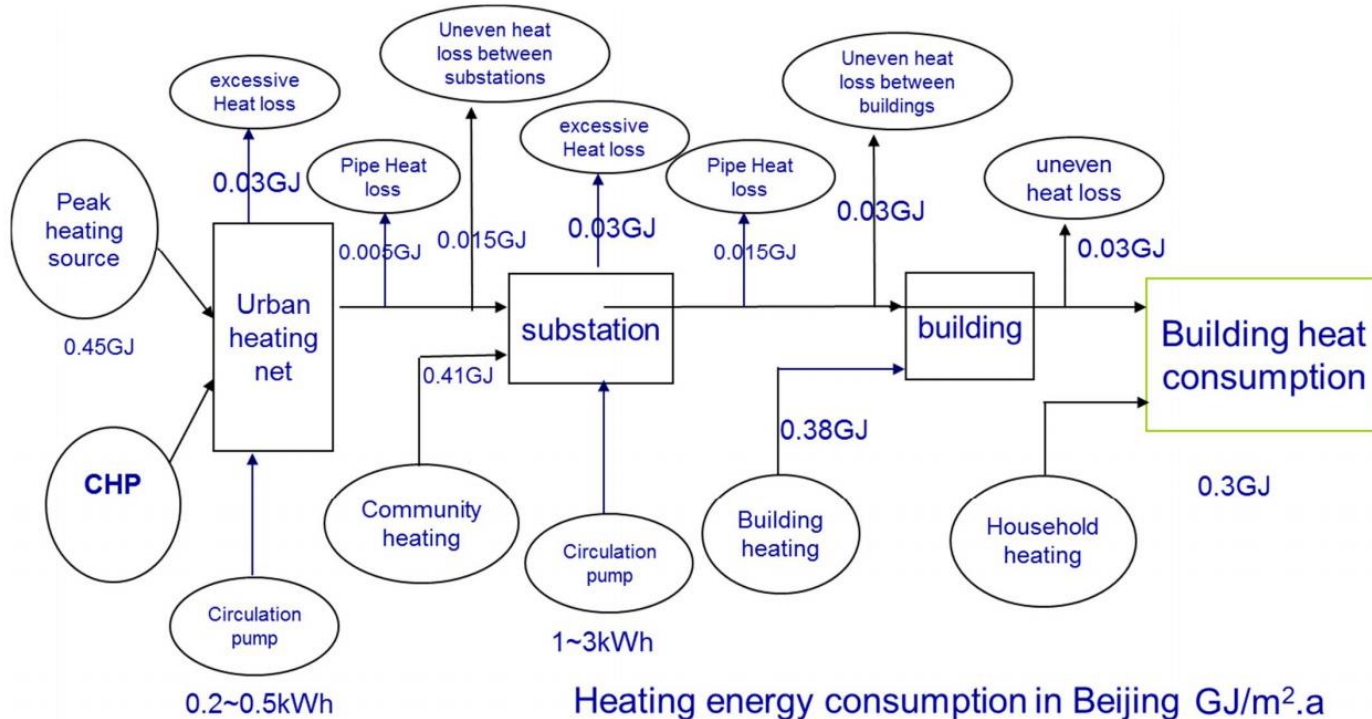 Uneven heat
loss between
substations
Uneven heat
loss between
buildings
excessive
Heat loss
excessive
Heat loss
Pipe Heat
loss
Pipe Heat
loss
uneven
heat loss
0.03GJ
0.005GJ
0.015GJ
0.03GJ
0.015GJ
0.03GJ
0.03GJ
Peak
heating
source
0.45GJ
Urban
heating
net
substation
building
Building heat
consumption
0.41GJ
0.38GJ
0.3GJ
CHP
Community
heating
Circulation
pump
Building
heating
Household
heating
Circulation
pump
1~3kWh
0.2~0.5kWh
Heating energy consumption in Beijing GJ/m².a